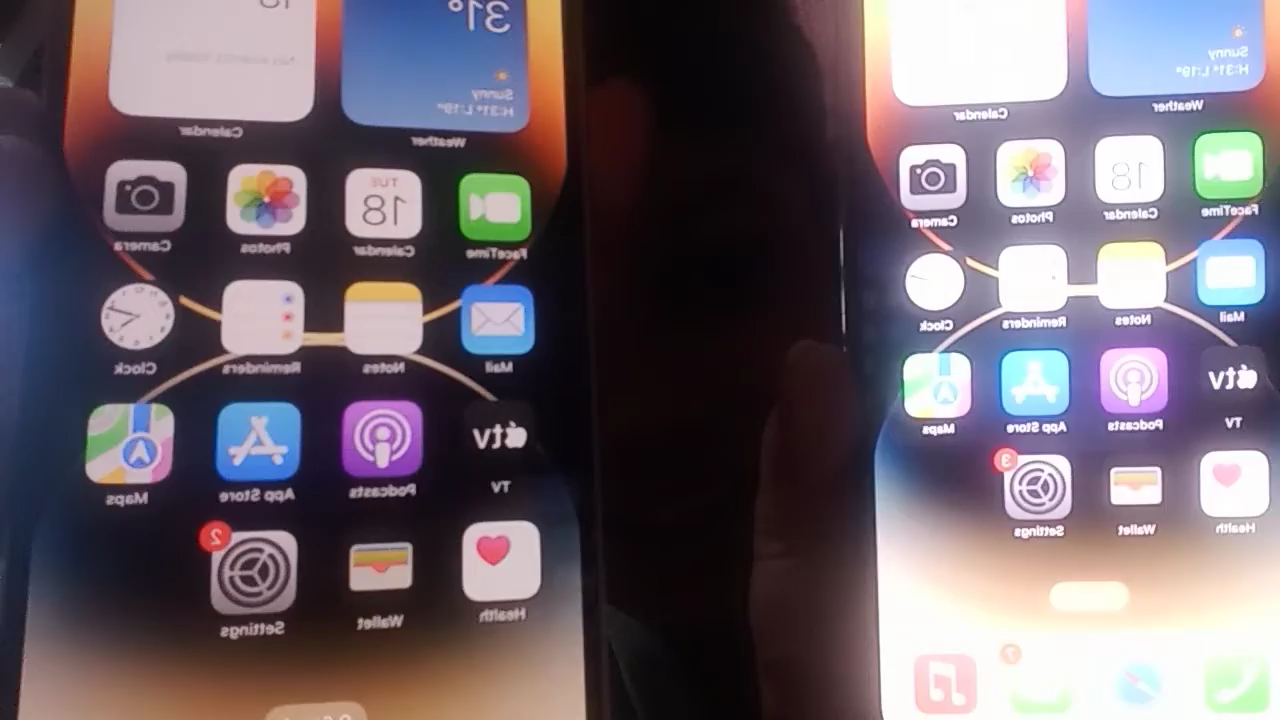 18
31°
Sunny
H:31° L:19°
Calendar
Weather
TUE
18
Camera
Photos
Calendar
FaceTime
Clock
Reminders
Notes
Mail
tv
Maps
App Store
Podcasts
TV
2
Settings
Wallet
Health
Sunny
H:31° L:19°
Calendar
Weather
18
Camera
Photos
Calendar
FaceTime
Clock
Reminders
Notes
Mail
tv
Maps
App Store
Podcasts
TV
3
Settings
Wallet
Health
7